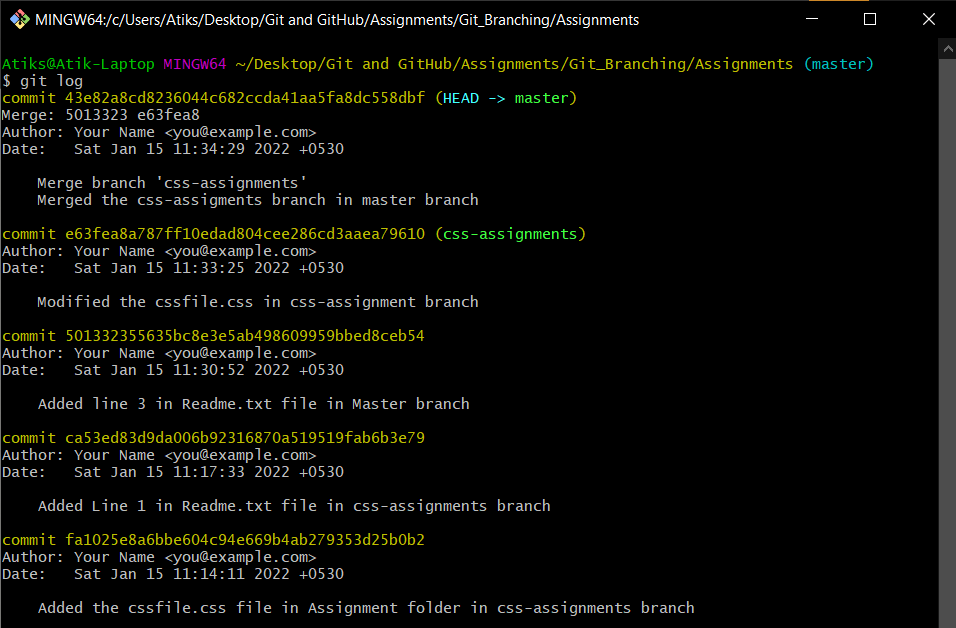 MINGW64:/c/Users/Atiks/Desktop/Git and GitHub/Assignments/Git_Branching/Assignments
Atiks@Atik-Laptop MINGW64 ~/Desktop/Git and GitHub/Assignments/Git_Branching/Assignments (master)
$ git log
commit 43e82a8cd8236044c682ccda41aa5fa8dc558dbf (HEAD -> master)
Merge: 5013323 e63fea8
Author: Your Name <you@example.com>
Date:   Sat Jan 15 11:34:29 2022 +0530
    Merge branch 'css-assignments'
    Merged the css-assigments branch in master branch
commit e63fea8a787ff10edad804cee286cd3aaea79610 (css-assignments)
Author: Your Name <you@example.com>
Date:   Sat Jan 15 11:33:25 2022 +0530
    Modified the cssfile.css in css-assignment branch
commit 501332355635bc8e3e5ab498609959bbed8ceb54
Author: Your Name <you@example.com>
Date:   Sat Jan 15 11:30:52 2022 +0530
    Added line 3 in Readme.txt file in Master branch
commit ca53ed83d9da006b92316870a519519fab6b3e79
Author: Your Name <you@example.com>
Date:   Sat Jan 15 11:17:33 2022 +0530
    Added Line 1 in Readme.txt file in css-assignments branch
commit fa1025e8a6bbe604c94e669b4ab279353d25b0b2
Author: Your Name <you@example.com>
Date:   Sat Jan 15 11:14:11 2022 +0530
    Added the cssfile.css file in Assignment folder in css-assignments branch